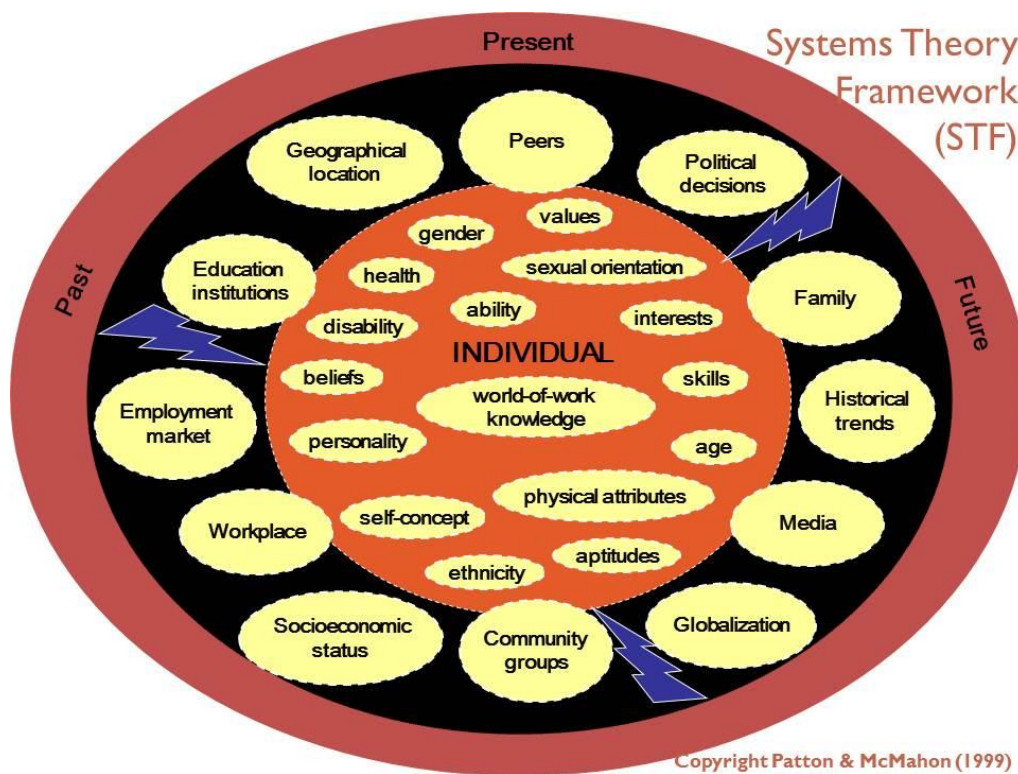 Systems Theory
Framework
(STF)
Present
Past
Future
Peers
Geographical
location
Political
decisions
Education
institutions
Family
Employment
market
Historical
trends
Workplace
Media
Socioeconomic
status
Community
groups
Globalization
values
gender
sexual orientation
health
ability
interests
disability
INDIVIDUAL
beliefs
skills
world-of-work
knowledge
personality
age
physical attributes
self-concept
aptitudes
ethnicity
Copyright Patton & McMahon (1999)